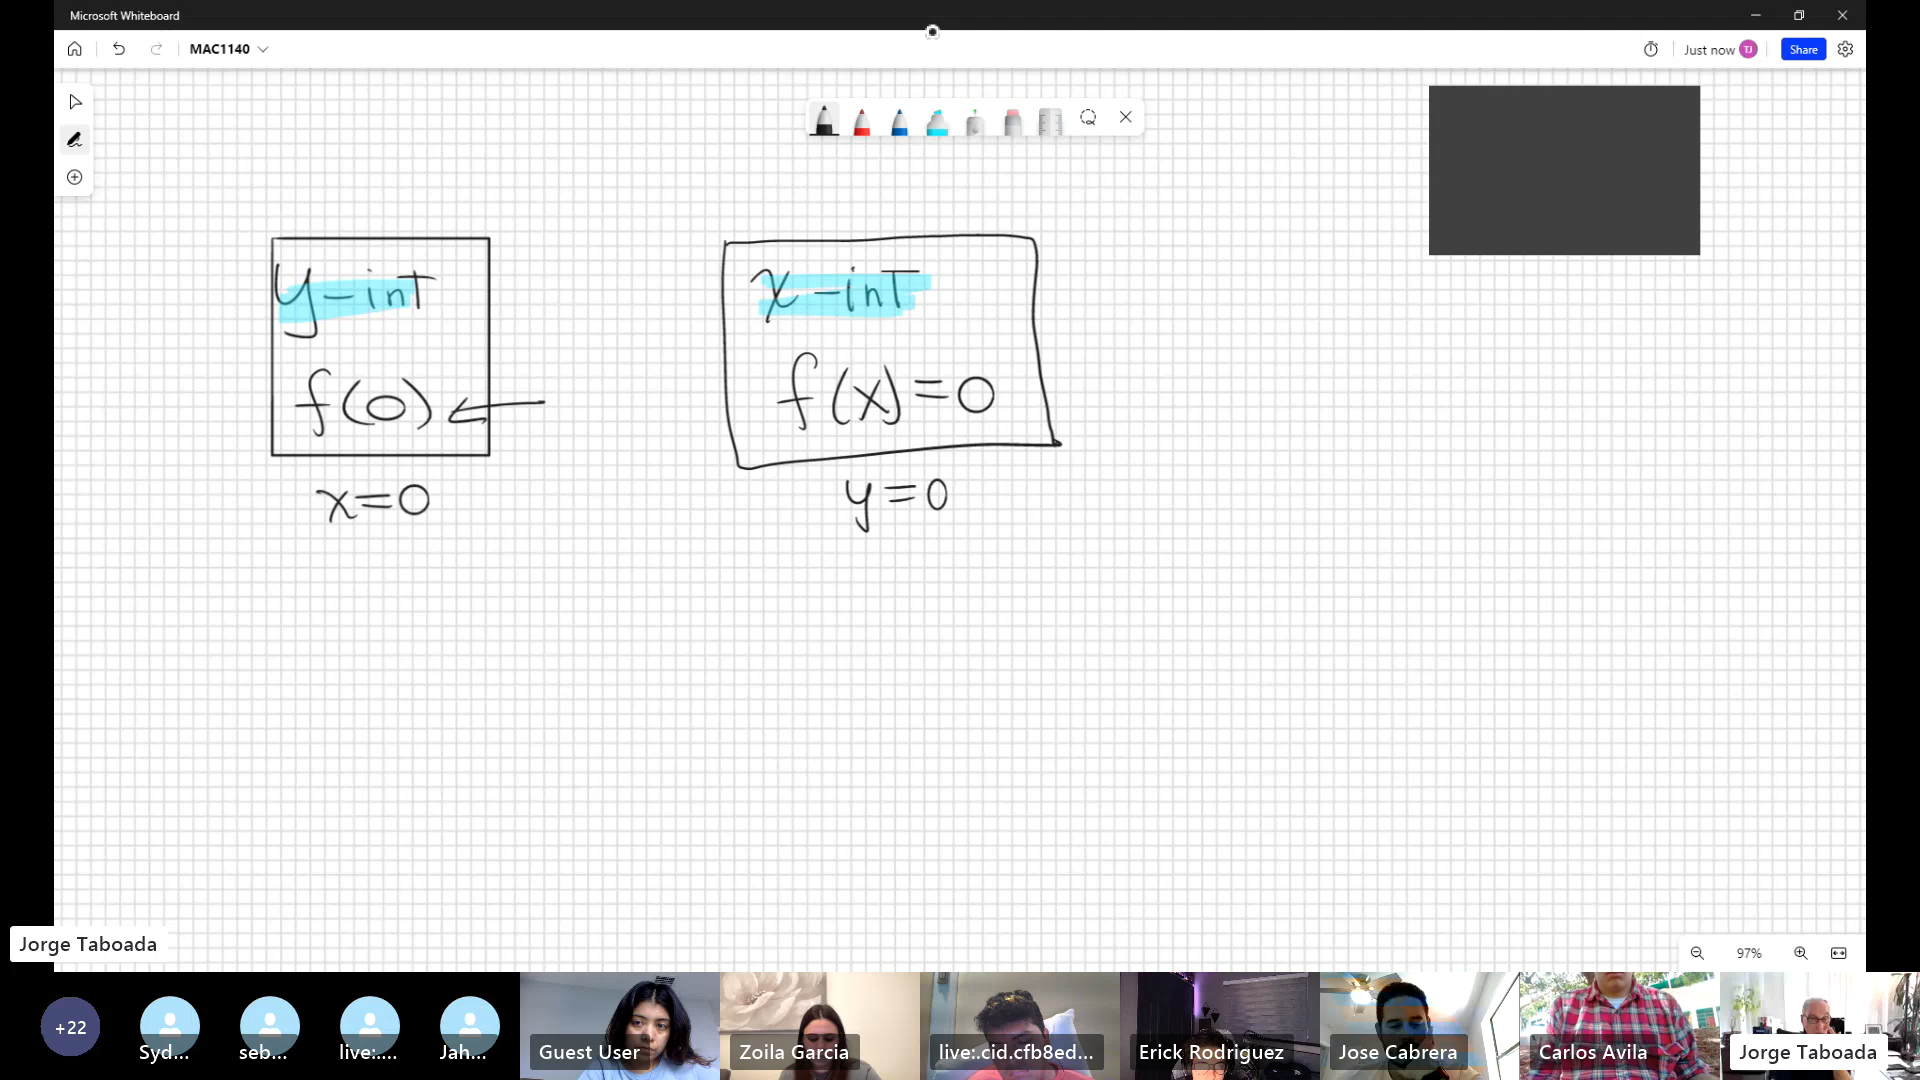 Microsoft Whiteboard
MAC1140
Just now TJ Share
y-int
f(0)
x=0
x-int
f(x)=0
y=0
Jorge Taboada
97%
+22
Syd...
seb...
live:....
Jah...
Guest User
Zoila Garcia
live:.cid.cfb8ed...
Erick Rodriguez
Jose Cabrera
Carlos Avila
Jorge Taboada